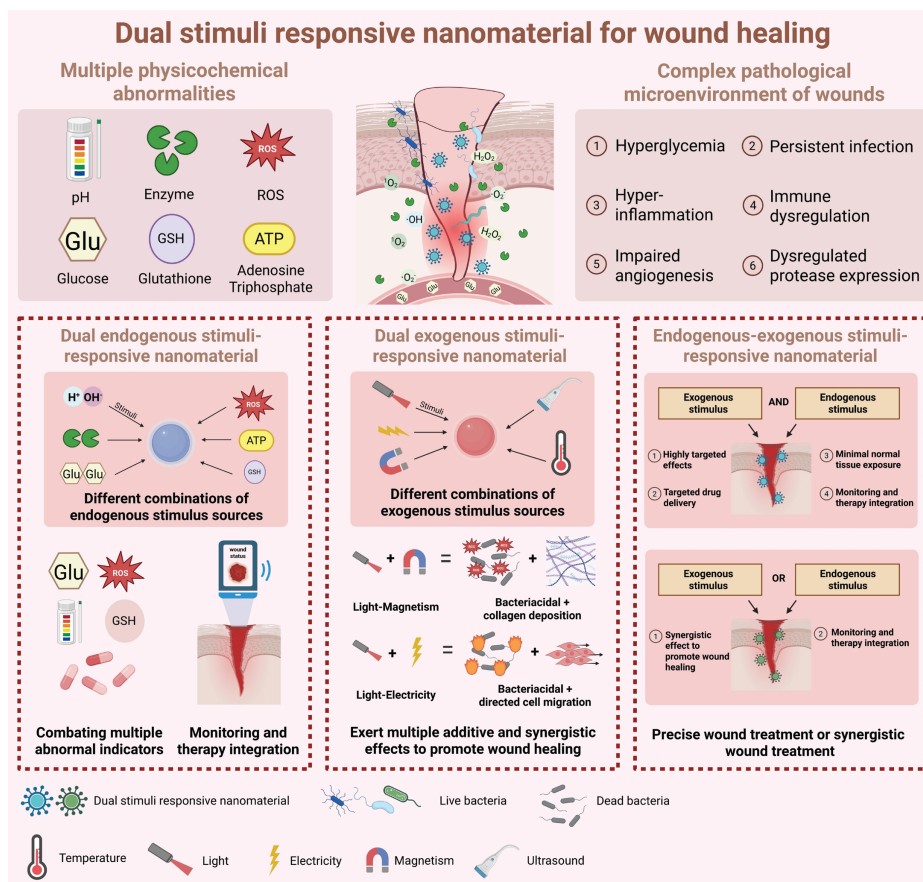 Dual stimuli responsive nanomaterial for wound healing
Multiple physicochemical
abnormalities
pH
Enzyme
ROS
ROS
Glu
Glucose
GSH
Glutathione
ATP
Adenosine
Triphosphate
H₂O₂
¹O₂
·O₂⁻
·OH
¹O₂
H₂O₂
·O₂⁻
Glu
Glu
Glu
Glu
Complex pathological
microenvironment of wounds
1 Hyperglycemia
2 Persistent infection
3 Hyper-
inflammation
4 Immune
dysregulation
5 Impaired
angiogenesis
6 Dysregulated
protease expression
Dual endogenous stimuli-
responsive nanomaterial
H⁺ OH⁻
Stimuli
ROS
ATP
Glu Glu
GSH
Different combinations of
endogenous stimulus sources
Glu
ROS
GSH
wound
status
Combating multiple
abnormal indicators
Monitoring and
therapy integration
Dual exogenous stimuli-
responsive nanomaterial
Stimuli
Different combinations of
exogenous stimulus sources
+
=
ROS
ROS
ROS
ROS
+
Light-Magnetism
Bacteriacidal +
collagen deposition
+
=
+
Light-Electricity
Bacteriacidal +
directed cell migration
Exert multiple additive and synergistic
effects to promote wound healing
Endogenous-exogenous stimuli-
responsive nanomaterial
Exogenous
stimulus
AND
Endogenous
stimulus
1 Highly targeted
effects
2 Targeted drug
delivery
3 Minimal normal
tissue exposure
4 Monitoring and
therapy integration
Exogenous
stimulus
OR
Endogenous
stimulus
1 Synergistic
effect to
promote wound
healing
2 Monitoring and
therapy integration
Precise wound treatment or synergistic
wound treatment
Dual stimuli responsive nanomaterial
Live bacteria
Dead bacteria
Temperature
Light
Electricity
Magnetism
Ultrasound